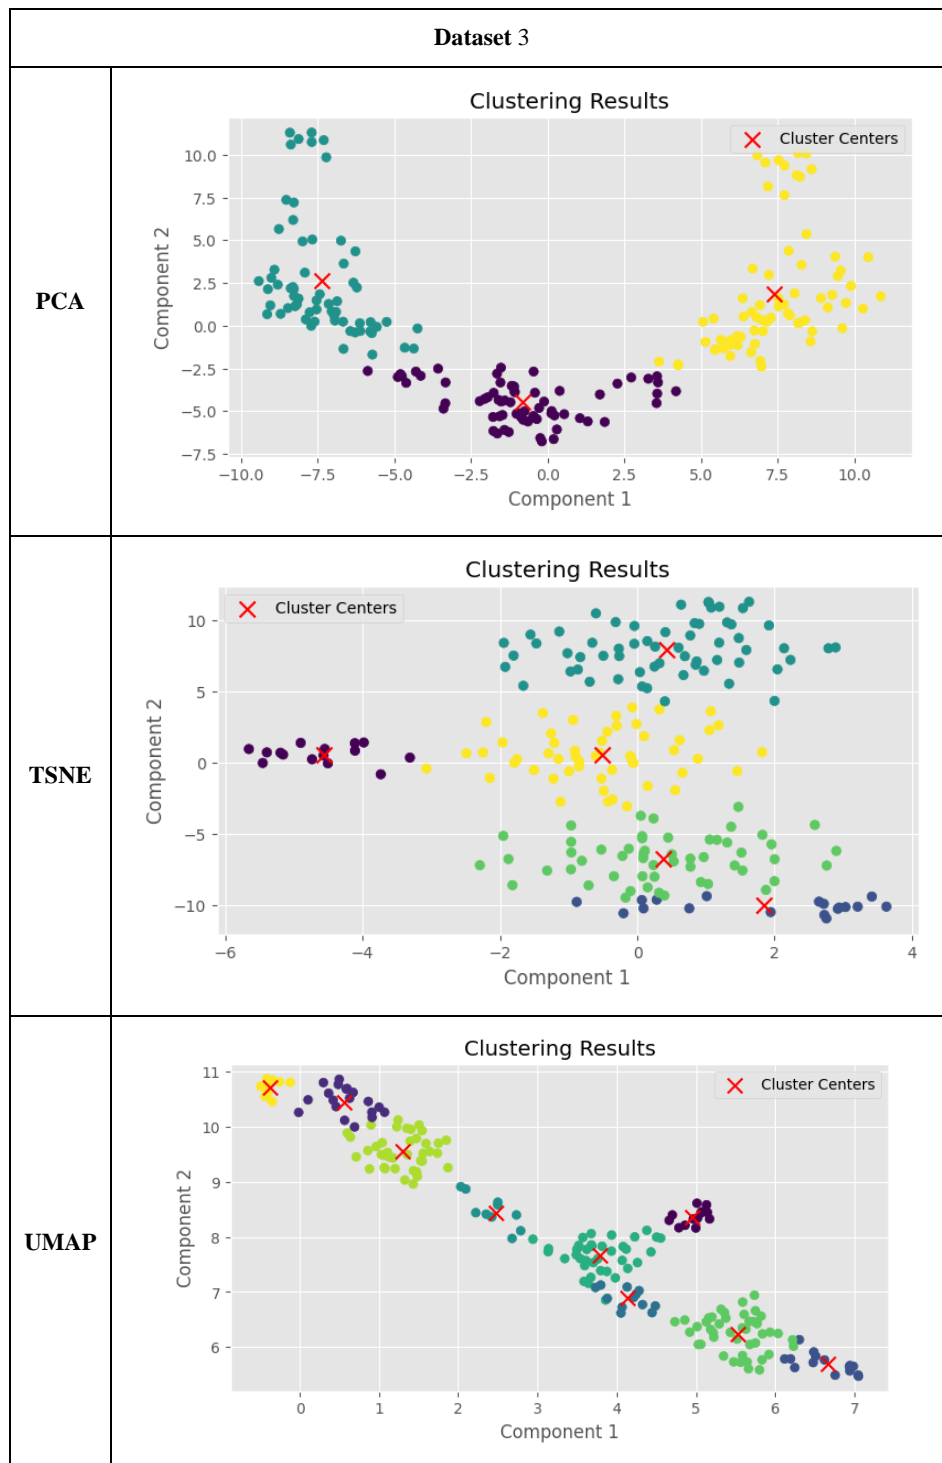 Dataset 3
PCA
Clustering Results
Cluster Centers
Component 2
10.0
7.5
5.0
2.5
0.0
−2.5
−5.0
−7.5
−10.0 −7.5 −5.0 −2.5 0.0 2.5 5.0 7.5 10.0
Component 1
TSNE
Clustering Results
Cluster Centers
Component 2
10
5
0
−5
−10
−6 −4 −2 0 2 4
Component 1
UMAP
Clustering Results
Cluster Centers
Component 2
11
10
9
8
7
6
0 1 2 3 4 5 6 7
Component 1